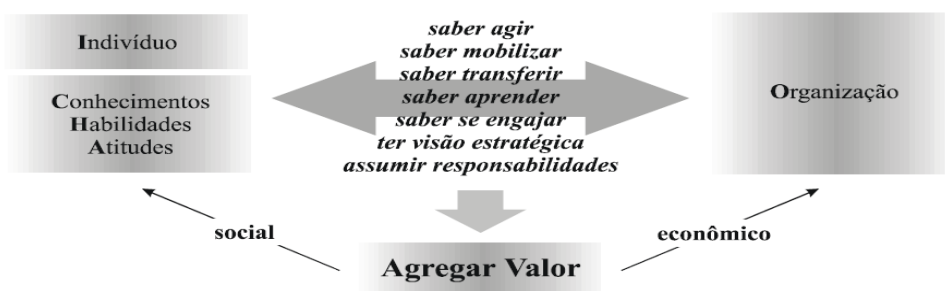 Indivíduo
Conhecimentos
Habilidades
Atitudes
saber agir
saber mobilizar
saber transferir
saber aprender
saber se engajar
ter visão estratégica
assumir responsabilidades
Organização
social
econômico
Agregar Valor